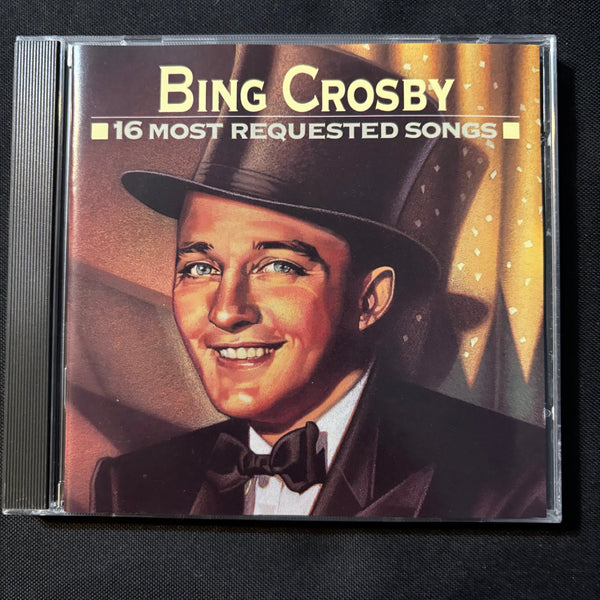 BING CROSBY
16 MOST REQUESTED SONGS